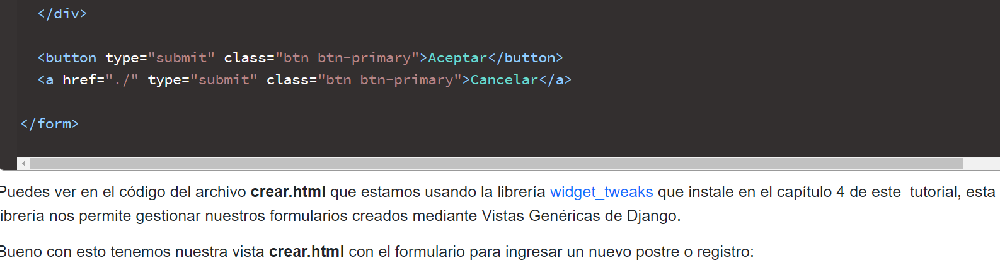 </div>
<button type="submit" class="btn btn-primary">Aceptar</button>
<a href="./" type="submit" class="btn btn-primary">Cancelar</a>
</form>
Puedes ver en el código del archivo crear.html que estamos usando la librería widget_tweaks que instale en el capítulo 4 de este tutorial, esta
ibrería nos permite gestionar nuestros formularios creados mediante Vistas Genéricas de Django.
Bueno con esto tenemos nuestra vista crear.html con el formulario para ingresar un nuevo postre o registro: